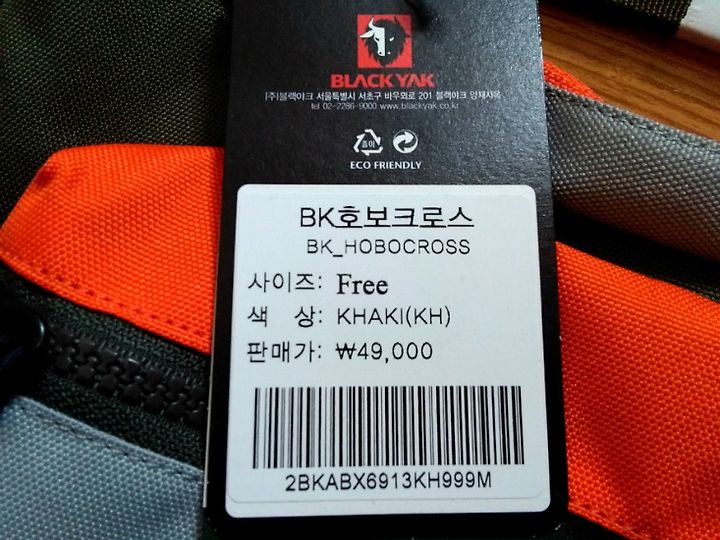 BLACKYAK
(주)블랙야크 서울특별시 서초구 바우뫼로 201 블랙야크 양재사옥
tel 02-2286-9000 www.blackyak.co.kr
종이
ECO FRIENDLY
BK호보크로스
BK_HOBOCROSS
사이즈: Free
색 상: KHAKI(KH)
판매가: ₩49,000
2BKABX6913KH999M